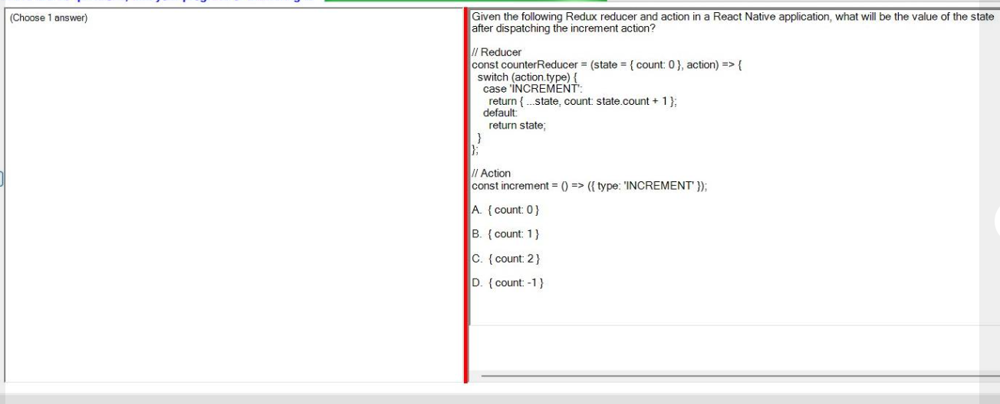 (Choose 1 answer)
Given the following Redux reducer and action in a React Native application, what will be the value of the state
after dispatching the increment action?
// Reducer
const counterReducer = (state = { count: 0 }, action) => {
switch (action.type) {
case 'INCREMENT':
return { ...state, count: state.count + 1 };
default:
return state;
}
};
// Action
const increment = () => ({ type: 'INCREMENT' });
A. { count: 0 }
B. { count: 1 }
C. { count: 2 }
D. { count: -1 }